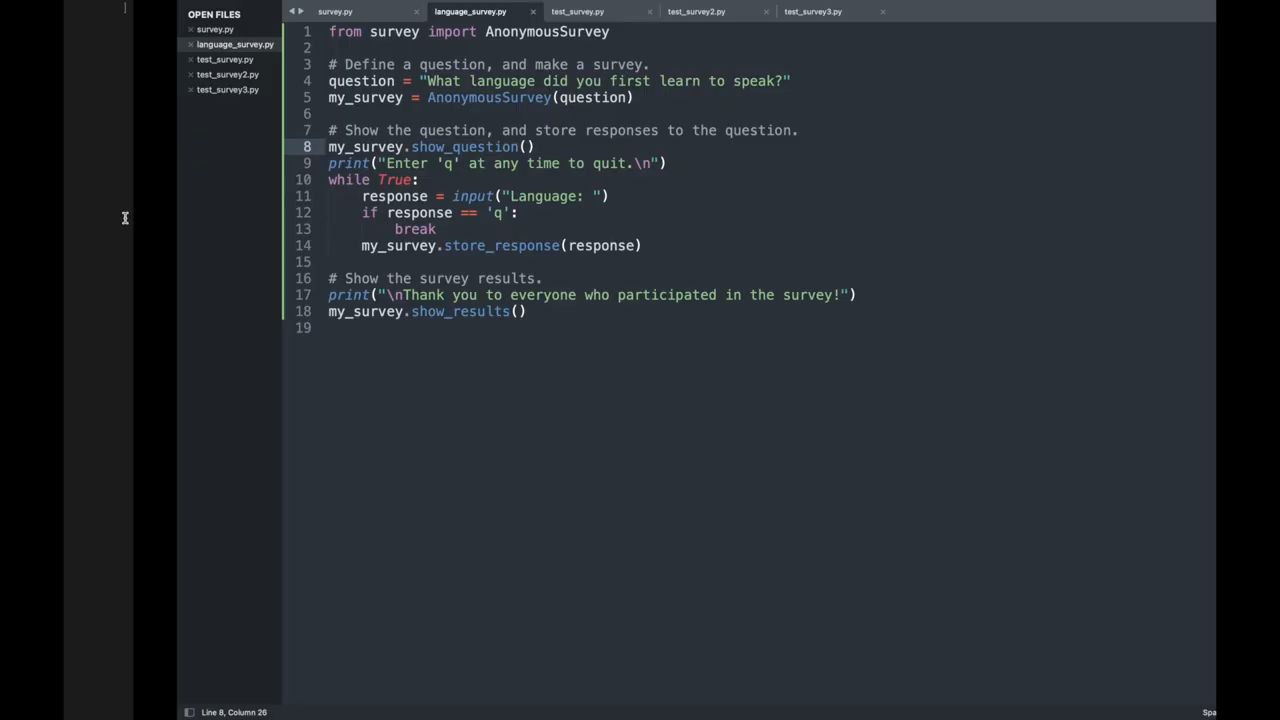 OPEN FILES
survey.py
language_survey.py
test_survey.py
test_survey2.py
test_survey3.py
survey.py language_survey.py test_survey.py test_survey2.py test_survey3.py
1 from survey import AnonymousSurvey
2
3 # Define a question, and make a survey.
4 question = "What language did you first learn to speak?"
5 my_survey = AnonymousSurvey(question)
6
7 # Show the question, and store responses to the question.
8 my_survey.show_question()
9 print("Enter 'q' at any time to quit.\n")
10 while True:
11     response = input("Language: ")
12     if response == 'q':
13         break
14     my_survey.store_response(response)
15
16 # Show the survey results.
17 print("\nThank you to everyone who participated in the survey!")
18 my_survey.show_results()
19
Line 8, Column 26
Spa